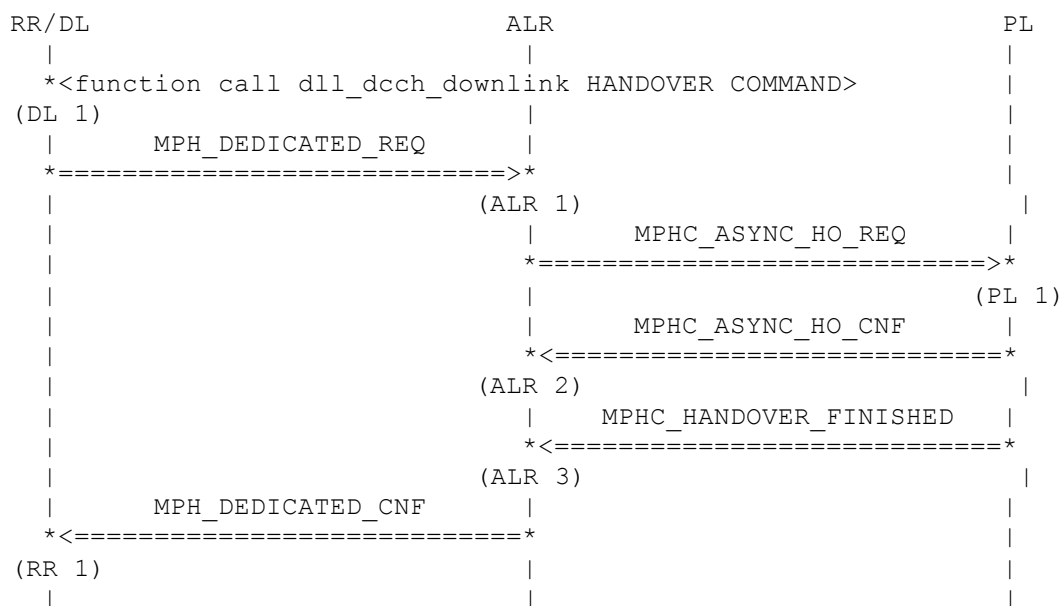 RR/DL                          ALR                           PL
  |                             |                             |
  *<function call dll_dcch_downlink HANDOVER COMMAND>         |
(DL 1)                          |                             |
  |      MPH_DEDICATED_REQ      |                             |
  *============================>*                             |
  |                          (ALR 1)                           |
  |                             |      MPHC_ASYNC_HO_REQ      |
  |                             *============================>*
  |                             |                           (PL 1)
  |                             |      MPHC_ASYNC_HO_CNF      |
  |                             *<============================*
  |                          (ALR 2)                           |
  |                             |    MPHC_HANDOVER_FINISHED   |
  |                             *<============================*
  |                          (ALR 3)                           |
  |      MPH_DEDICATED_CNF      |                             |
  *<============================*                             |
(RR 1)                          |                             |
  |                             |                             |